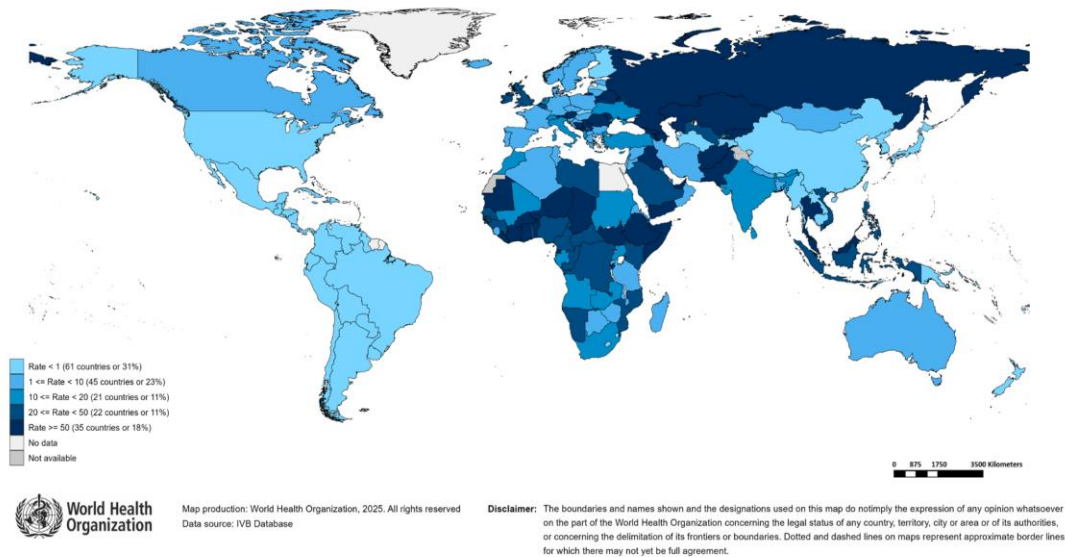 Rate < 1 (61 countries or 31%)
1 <= Rate < 10 (45 countries or 23%)
10 <= Rate < 20 (21 countries or 11%)
20 <= Rate < 50 (22 countries or 11%)
Rate >= 50 (35 countries or 18%)
No data
Not available
0 875 1750 3500 Kilometers
World Health
Organization
Map production: World Health Organization, 2025. All rights reserved
Data source: IVB Database
Disclaimer: The boundaries and names shown and the designations used on this map do notimply the expression of any opinion whatsoever
on the part of the World Health Organization concerning the legal status of any country, territory, city or area or of its authorities,
or concerning the delimitation of its frontiers or boundaries. Dotted and dashed lines on maps represent approximate border lines
for which there may not yet be full agreement.